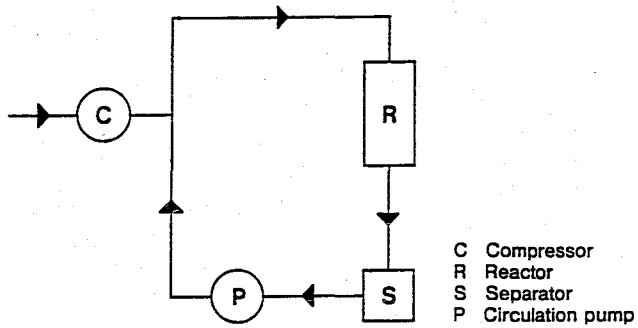 C
R
P
S
C Compressor
R Reactor
S Separator
P Circulation pump